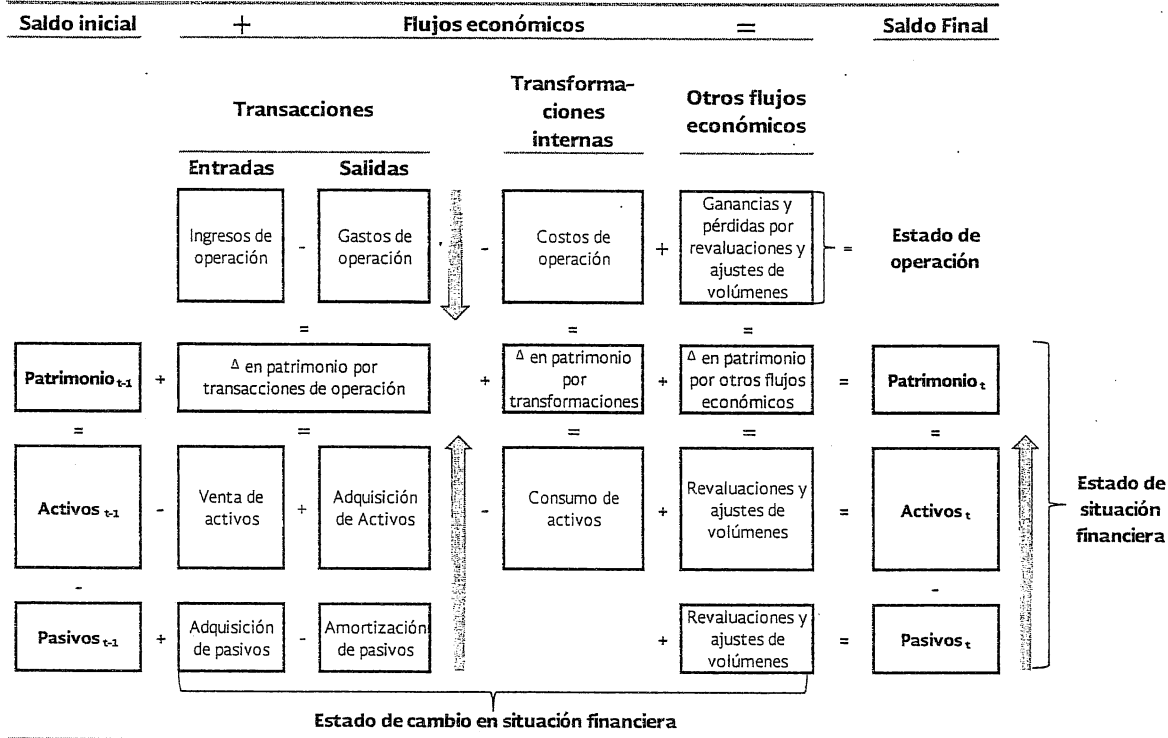 Saldo inicial + Flujos económicos = Saldo Final
Transacciones
Transforma-
ciones
internas
Otros flujos
económicos
Entradas Salidas
Ingresos de
operación
-
Gastos de
operación
-
Costos de
operación
+
Ganancias y
pérdidas por
revaluaciones y
ajustes de
volúmenes
=
Estado de
operación
= = =
Patrimonio t-1
+
Δ en patrimonio por
transacciones de operación
+
Δ en patrimonio
por
transformaciones
+
Δ en patrimonio
por otros flujos
económicos
=
Patrimonio t
= = = = =
Activos t-1
-
Venta de
activos
+
Adquisición
de Activos
-
Consumo de
activos
+
Revaluaciones y
ajustes de
volúmenes
=
Activos t
Estado de
situación
financiera
- -
Pasivos t-1
+
Adquisición
de pasivos
-
Amortización
de pasivos
+
Revaluaciones y
ajustes de
volúmenes
=
Pasivos t
Estado de cambio en situación financiera